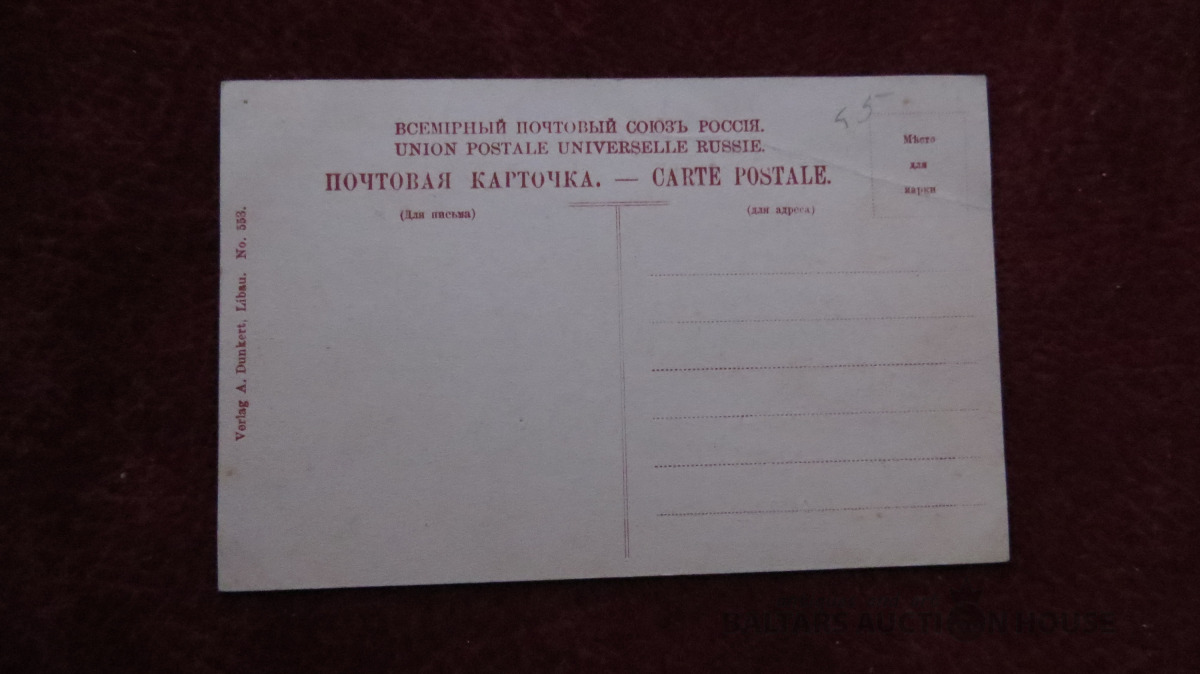 ВСЕМІРНЫЙ ПОЧТОВЫЙ СОЮЗЪ РОССІЯ.
UNION POSTALE UNIVERSELLE RUSSIE.
ПОЧТОВАЯ КАРТОЧКА. — CARTE POSTALE.
(Для письма)
(для адреса)
Мѣсто
для
марки
45
Verlag A. Dunkert, Libau. No. 553.
BALTARS AUCTION HOUSE